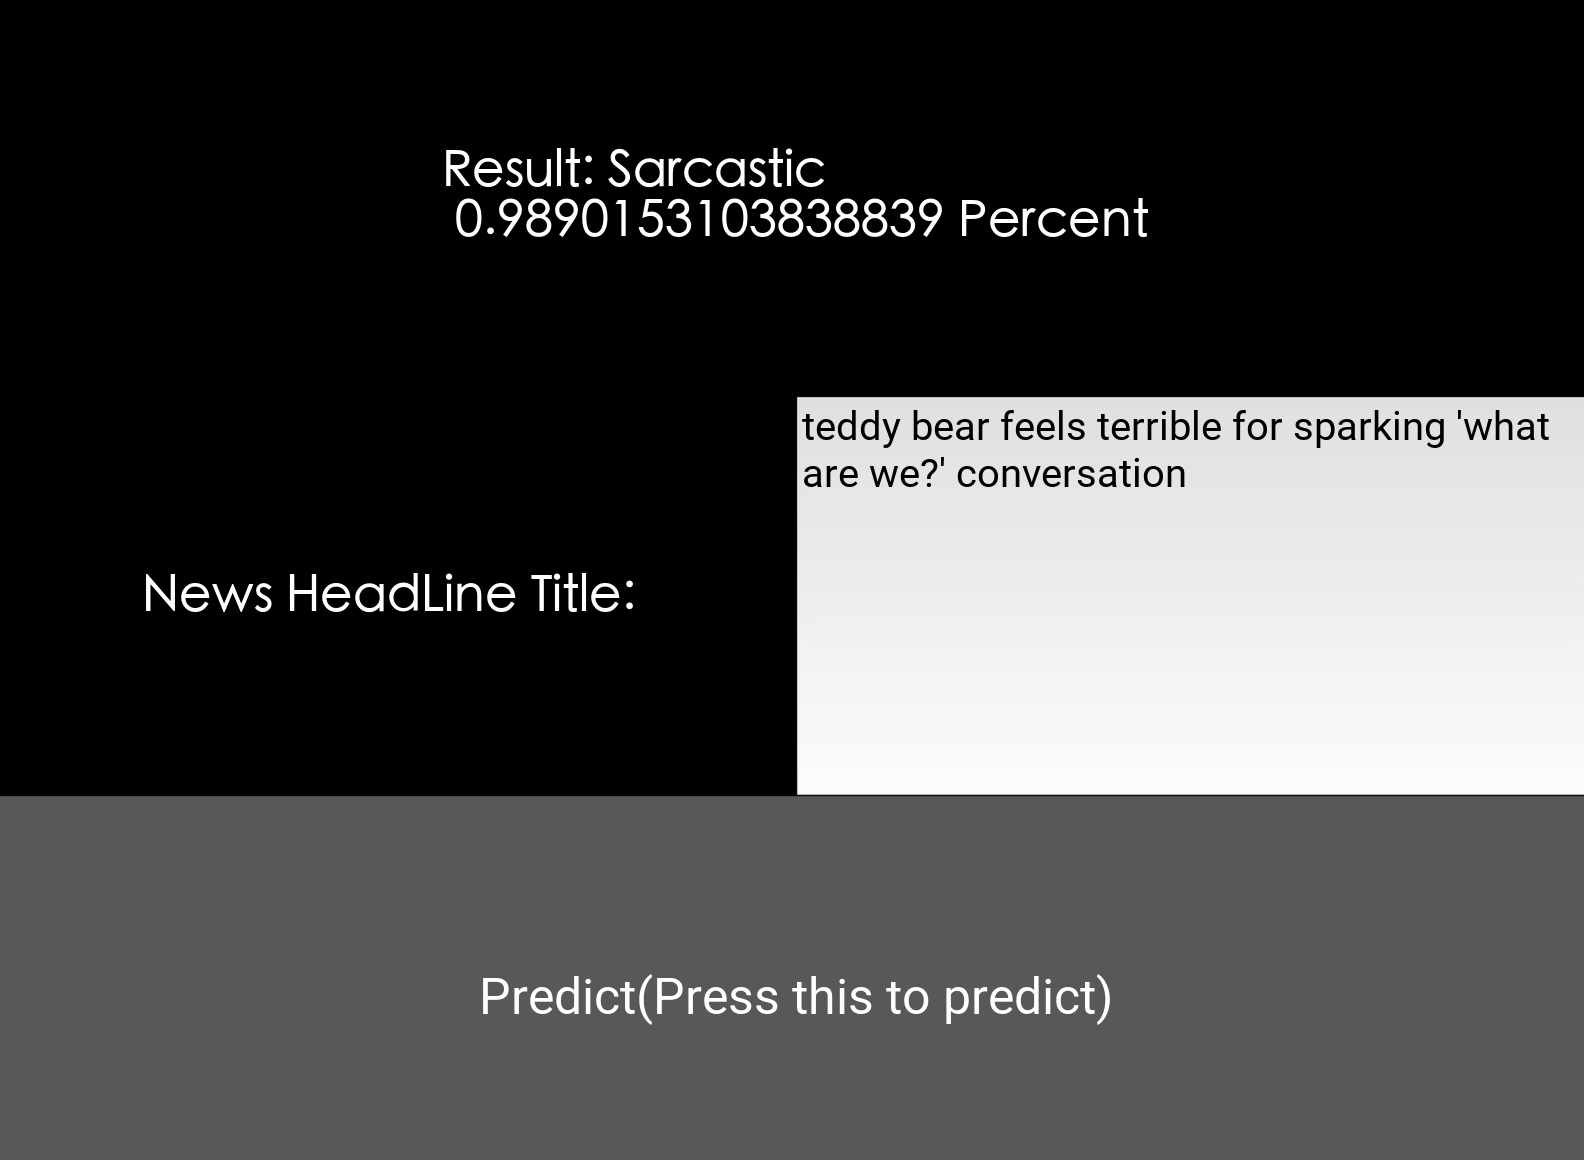 Result: Sarcastic
0.9890153103838839 Percent
News HeadLine Title:
teddy bear feels terrible for sparking 'what
are we?' conversation
Predict(Press this to predict)